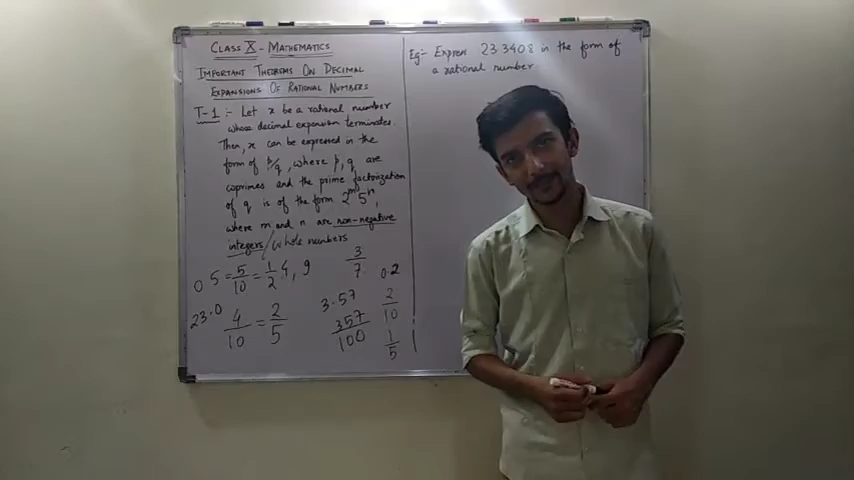 CLASS X - MATHEMATICS
IMPORTANT THEOREMS ON DECIMAL
EXPANSIONS OF RATIONAL NUMBERS
T-1 :- Let x be a rational number
whose decimal expansion terminates.
Then, x can be expressed in the
form of p/q, where p, q are
coprimes and the prime factorization
of q is of the form 2^m 5^n,
where m and n are non-negative
integers / whole numbers
0.5 = 5/10 = 1/2
4, 9
3/7
23.0
4/10 = 2/5
3.57
357/100
0.2
2/10
1/5
Eg:- Express 23.3408 in the form of
a rational number